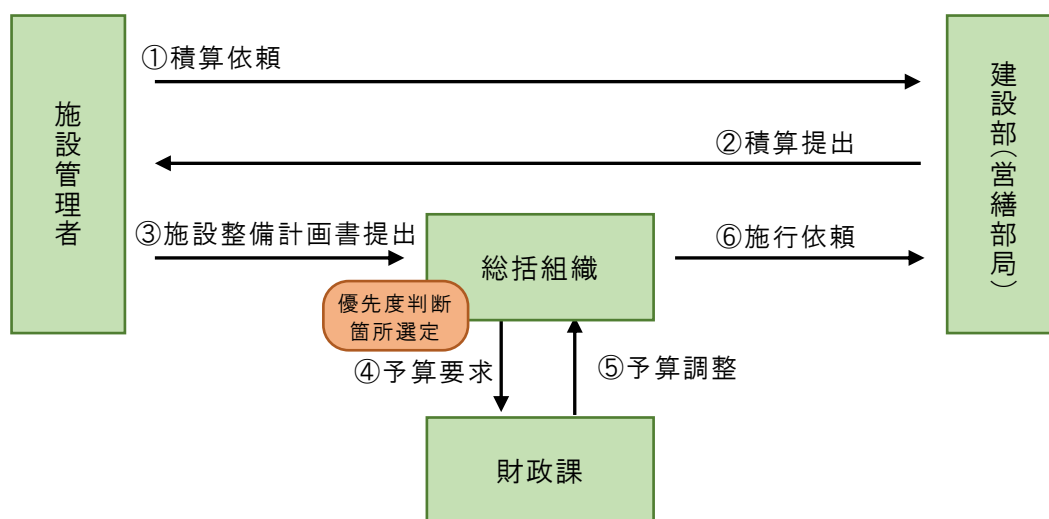 ①積算依頼
施設管理者
建設部（営繕部局）
②積算提出
③施設整備計画書提出
総括組織
⑥施行依頼
優先度判断
箇所選定
④予算要求
⑤予算調整
財政課